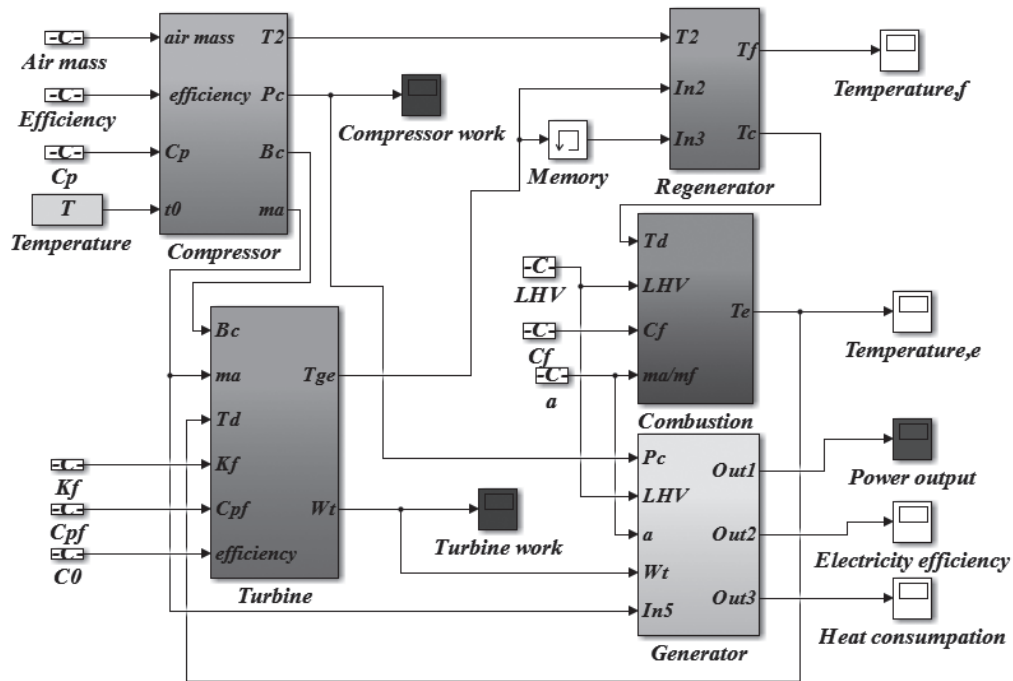 -C-
Air mass
-C-
Efficiency
-C-
Cp
T
Temperature
air mass
efficiency
Cp
t0
T2
Pc
Bc
ma
Compressor
Compressor work
T2
In2
In3
Tf
Tc
Regenerator
Memory
Temperature,f
-C-
LHV
-C-
Cf
-C-
a
Td
LHV
Cf
ma/mf
Te
Combustion
Temperature,e
Bc
ma
Td
Kf
Cpf
efficiency
Tge
Wt
Turbine
-C-
Kf
-C-
Cpf
-C-
C0
Turbine work
Pc
LHV
a
Wt
In5
Out1
Out2
Out3
Generator
Power output
Electricity efficiency
Heat consumpation